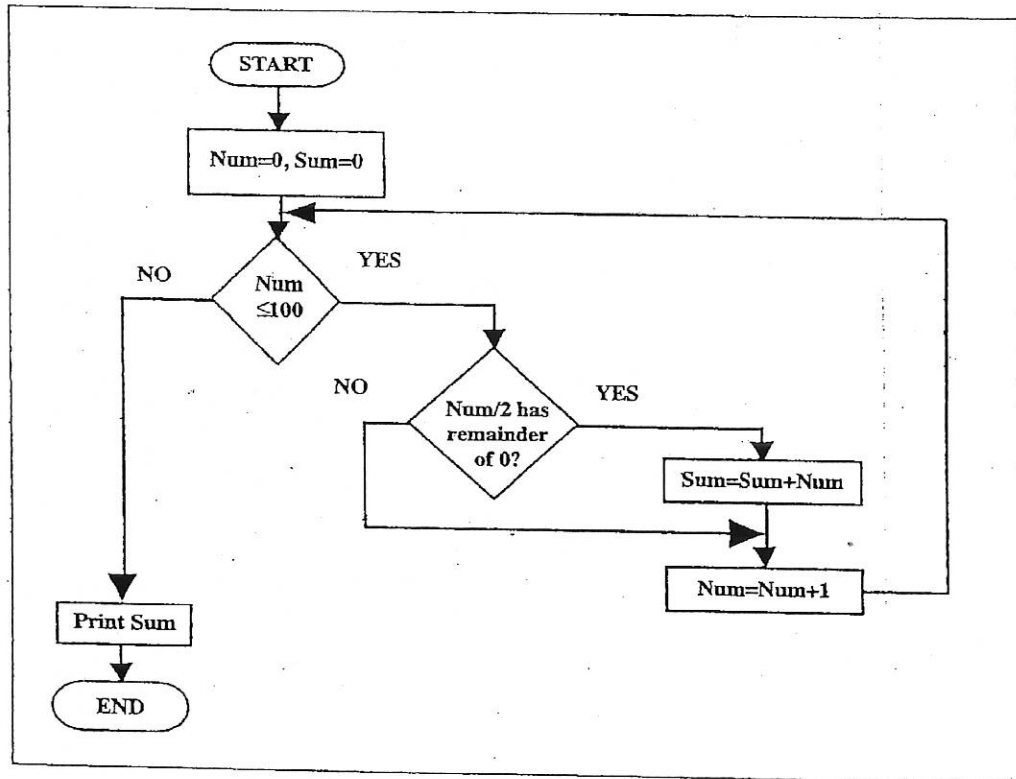 START
Num=0, Sum=0
NO
YES
Num
≤100
NO
YES
Num/2 has
remainder
of 0?
Sum=Sum+Num
Num=Num+1
Print Sum
END